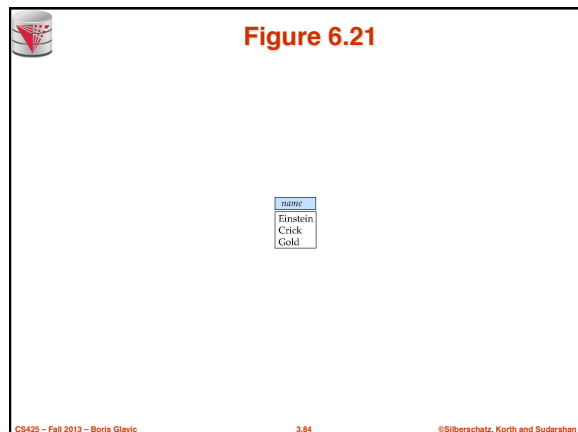 Figure 6.21
name
Einstein
Crick
Gold
CS425 – Fall 2013 – Boris Glavic 3.84 ©Silberschatz, Korth and Sudarshan